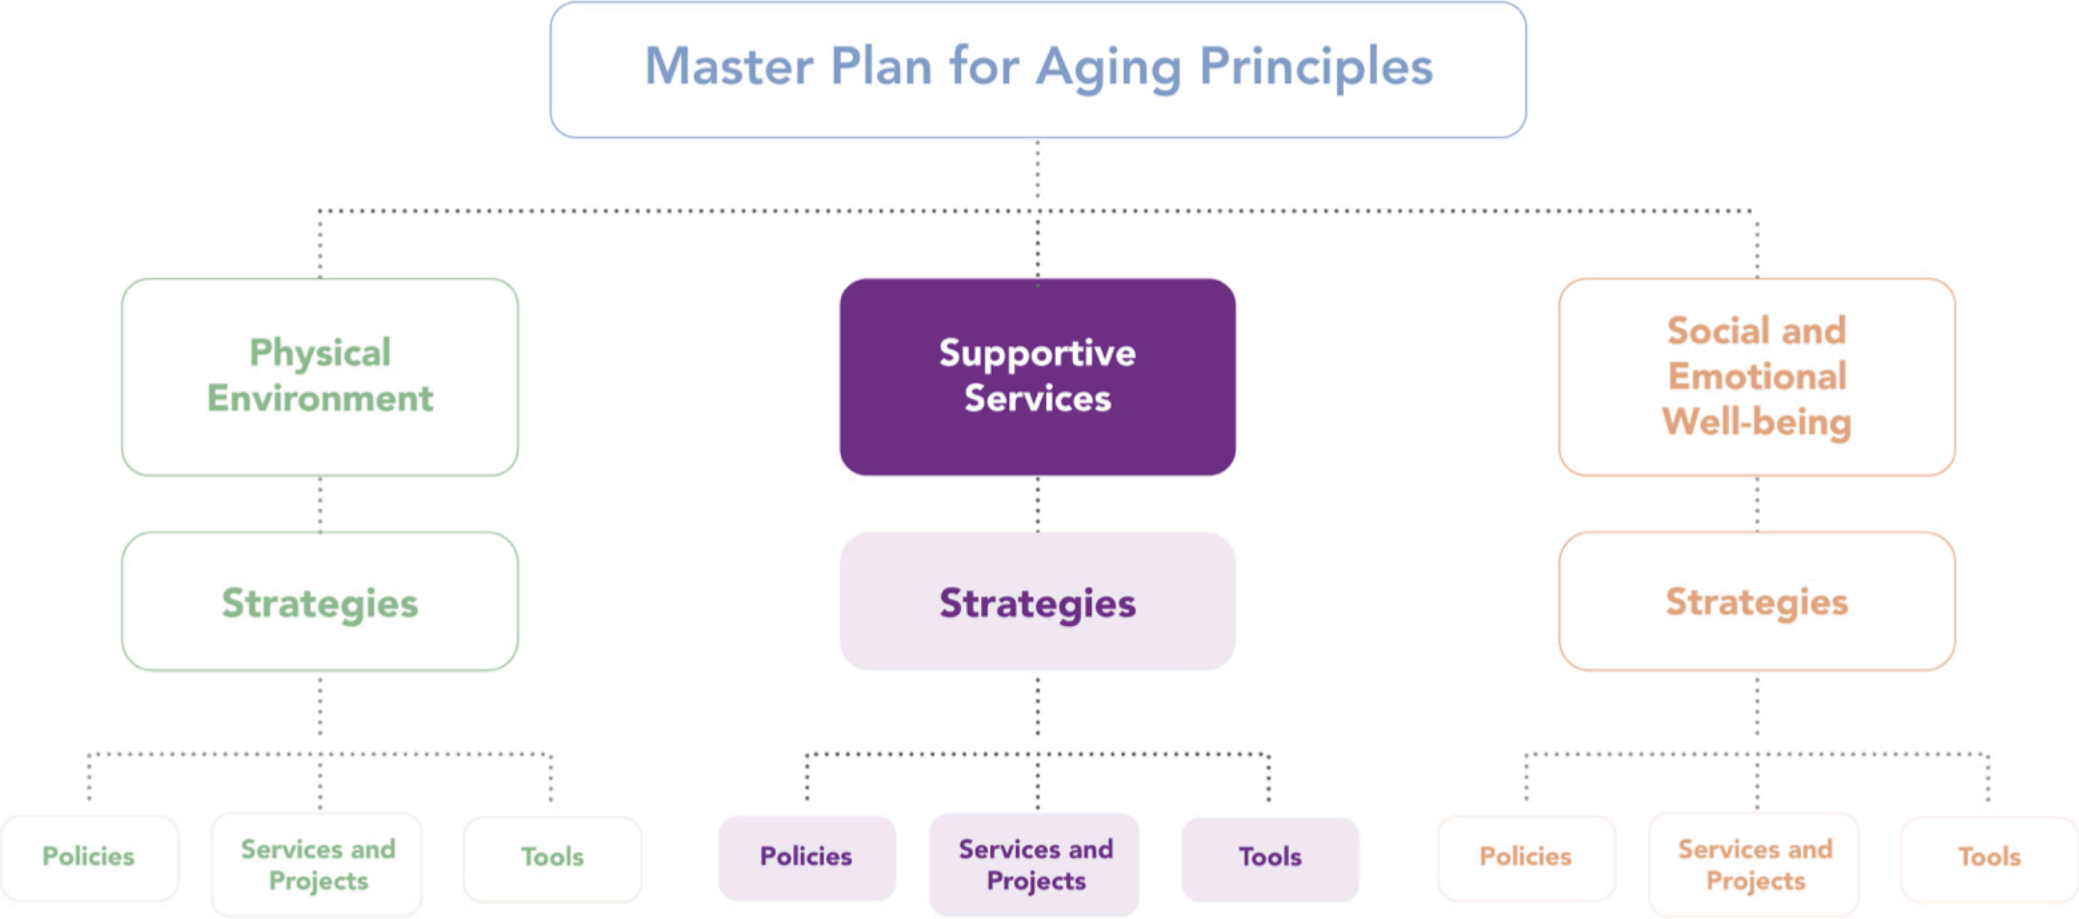 Master Plan for Aging Principles
Physical
Environment
Supportive
Services
Social and
Emotional
Well-being
Strategies
Strategies
Strategies
Policies
Services and
Projects
Tools
Policies
Services and
Projects
Tools
Policies
Services and
Projects
Tools